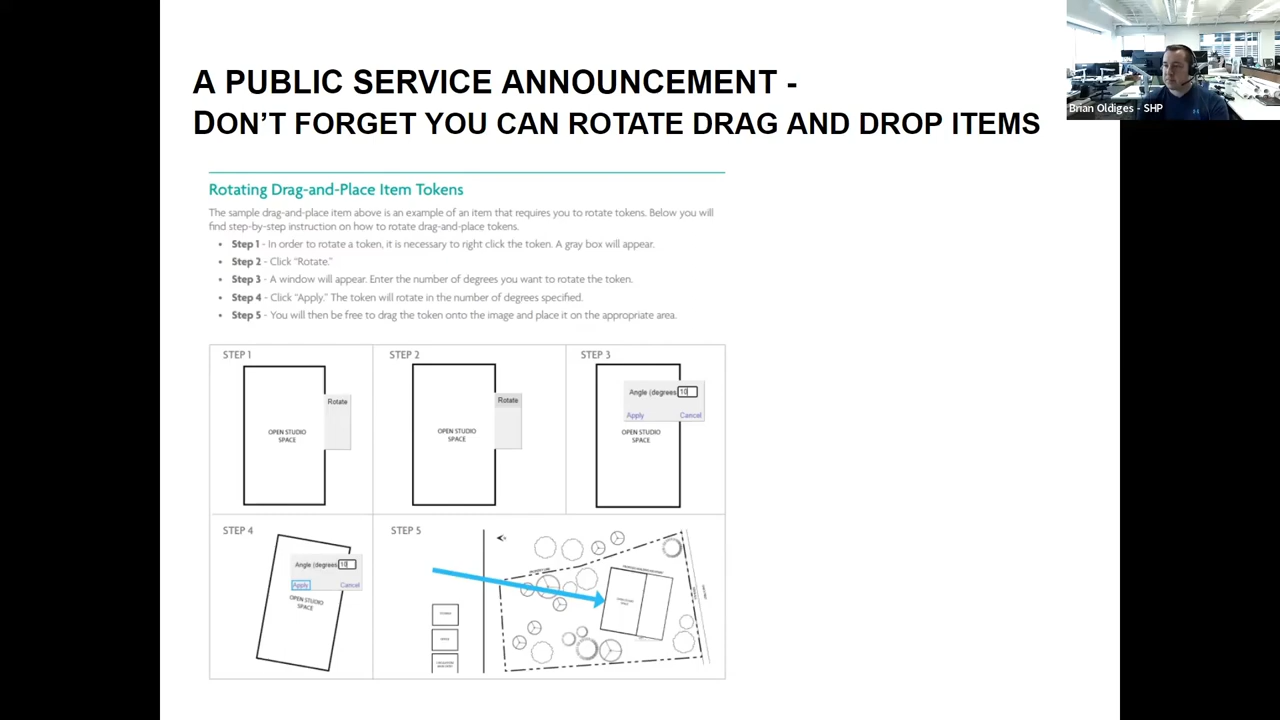 A PUBLIC SERVICE ANNOUNCEMENT -
DON'T FORGET YOU CAN ROTATE DRAG AND DROP ITEMS
Brian Oldiges - SHP
Rotating Drag-and-Place Item Tokens
The sample drag-and-place item above is an example of an item that requires you to rotate tokens. Below you will
find step-by-step instruction on how to rotate drag-and-place tokens.
• Step 1 - In order to rotate a token, it is necessary to right click the token. A gray box will appear.
• Step 2 - Click "Rotate."
• Step 3 - A window will appear. Enter the number of degrees you want to rotate the token.
• Step 4 - Click "Apply." The token will rotate in the number of degrees specified.
• Step 5 - You will then be free to drag the token onto the image and place it on the appropriate area.
STEP 1
Rotate
OPEN STUDIO
SPACE
STEP 2
Rotate
OPEN STUDIO
SPACE
STEP 3
Angle (degrees 10
Apply Cancel
OPEN STUDIO
SPACE
STEP 4
Angle (degrees 10
Apply Cancel
OPEN STUDIO
SPACE
STEP 5